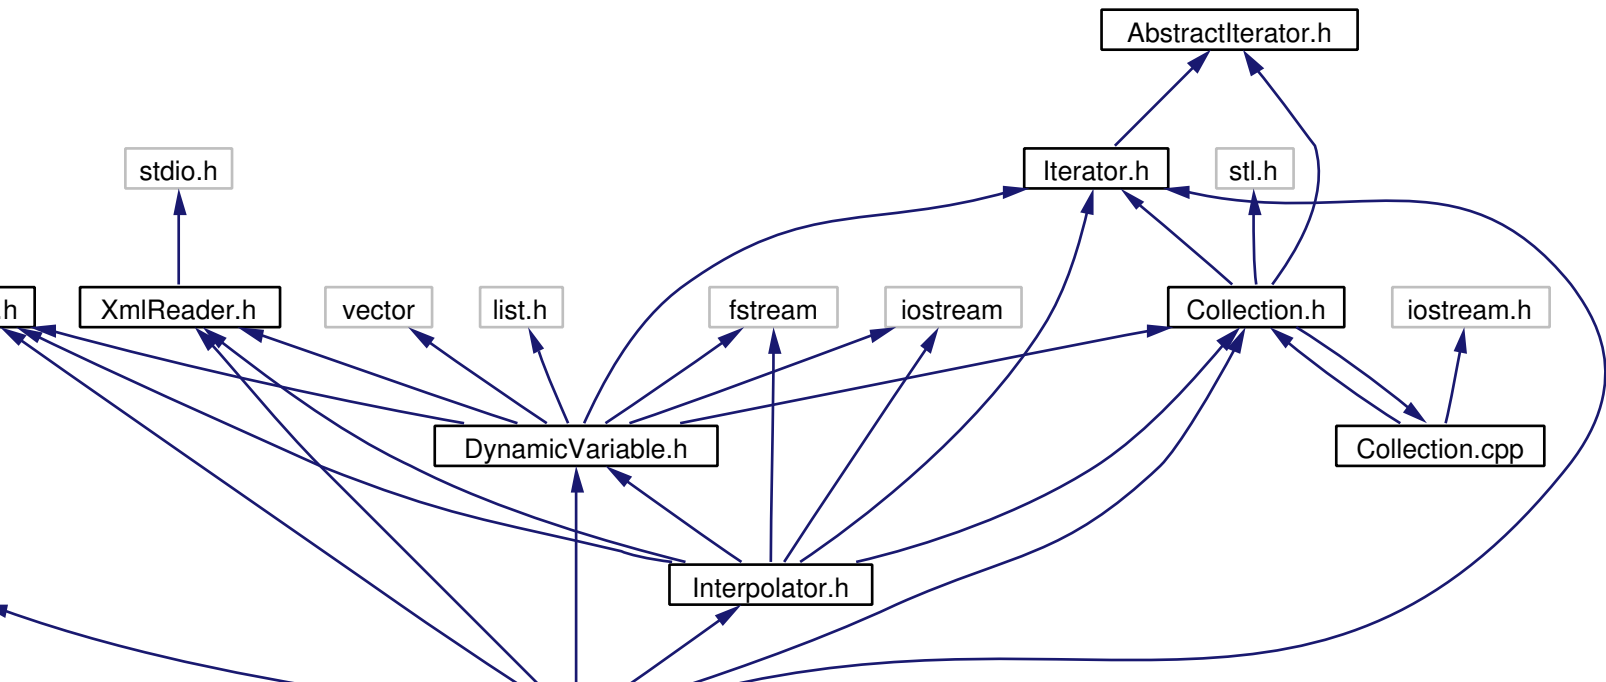 AbstractIterator.h
stdio.h
Iterator.h
stl.h
.h
XmlReader.h
vector
list.h
fstream
iostream
Collection.h
iostream.h
DynamicVariable.h
Collection.cpp
Interpolator.h